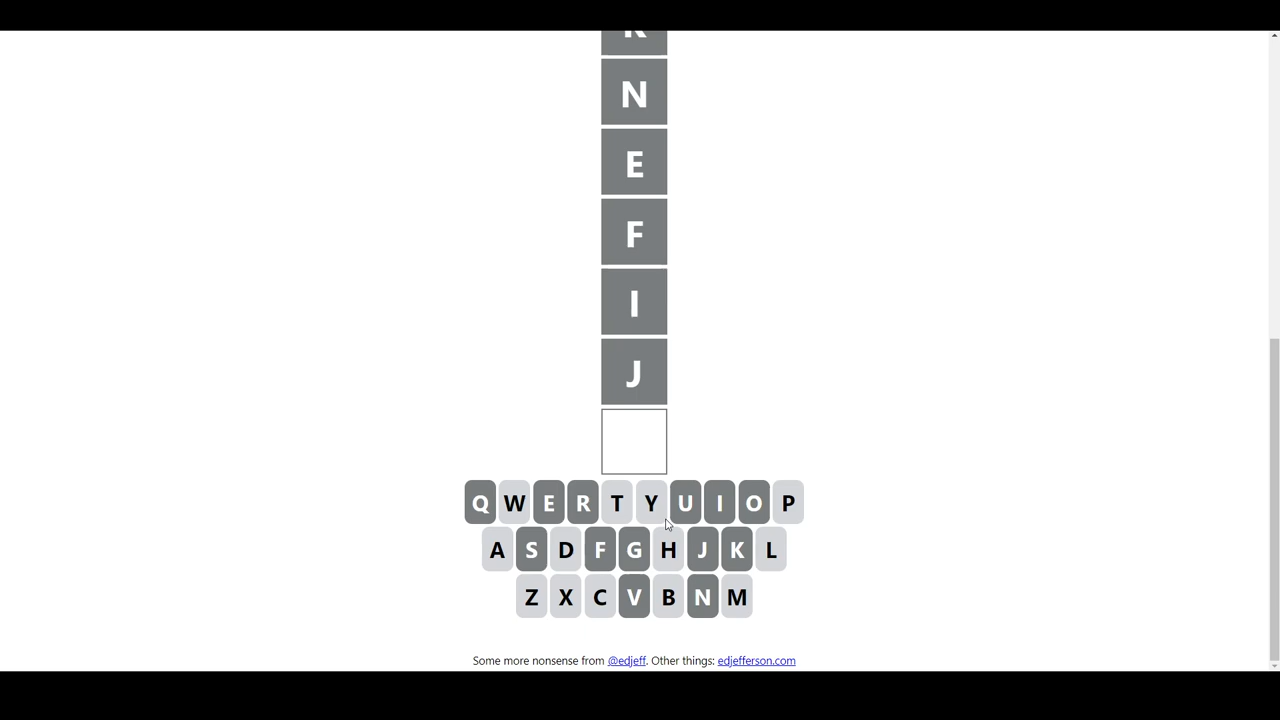 N
E
F
I
J
Q W E R T Y U I O P
A S D F G H J K L
Z X C V B N M
Some more nonsense from @edjeff. Other things: edjefferson.com